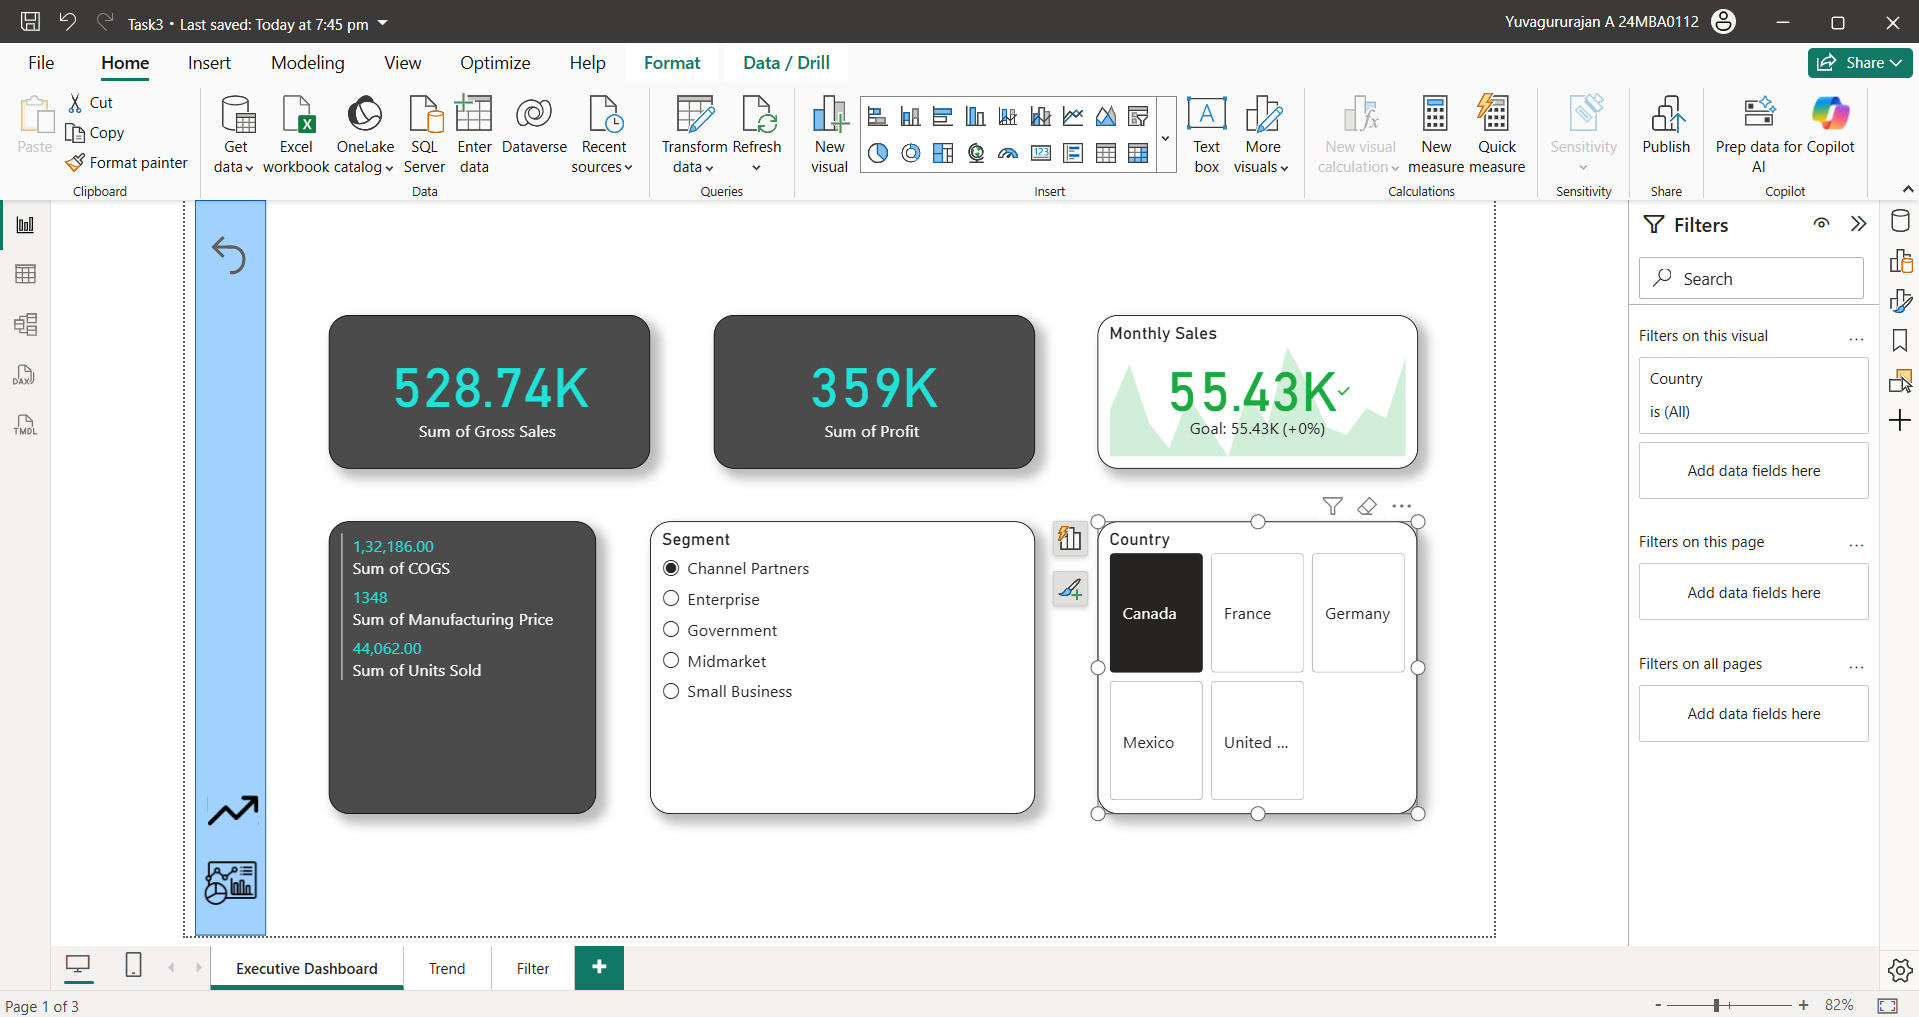 Task3 • Last saved: Today at 7:45 pm
Yuvagururajan A 24MBA0112
File
Home
Insert
Modeling
View
Optimize
Help
Format
Data / Drill
Share
Paste
Cut
Copy
Format painter
Clipboard
Get data
Excel workbook
OneLake catalog
SQL Server
Enter data
Dataverse
Recent sources
Data
Transform data
Refresh
Queries
New visual
123
Insert
A
Text box
More visuals
New visual calculation
New measure
Quick measure
Calculations
Sensitivity
Sensitivity
Publish
Share
Prep data for AI
Copilot
Copilot
DAX
TMDL
528.74K
Sum of Gross Sales
359K
Sum of Profit
Monthly Sales
55.43K
Goal: 55.43K (+0%)
1,32,186.00
Sum of COGS
1348
Sum of Manufacturing Price
44,062.00
Sum of Units Sold
Segment
Channel Partners
Enterprise
Government
Midmarket
Small Business
Country
Canada
France
Germany
Mexico
United ...
Filters
Search
Filters on this visual
...
Country
is (All)
Add data fields here
Filters on this page
...
Add data fields here
Filters on all pages
...
Add data fields here
Executive Dashboard
Trend
Filter
+
Page 1 of 3
-
+
82%